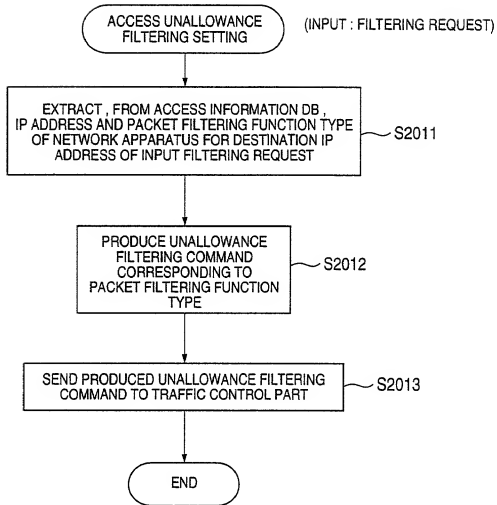 ACCESS UNALLOWANCE
FILTERING SETTING
(INPUT : FILTERING REQUEST)
EXTRACT , FROM ACCESS INFORMATION DB ,
IP ADDRESS AND PACKET FILTERING FUNCTION TYPE
OF NETWORK APPARATUS FOR DESTINATION IP
ADDRESS OF INPUT FILTERING REQUEST
S2011
PRODUCE UNALLOWANCE
FILTERING COMMAND
CORRESPONDING TO
PACKET FILTERING FUNCTION
TYPE
S2012
SEND PRODUCED UNALLOWANCE FILTERING
COMMAND TO TRAFFIC CONTROL PART
S2013
END